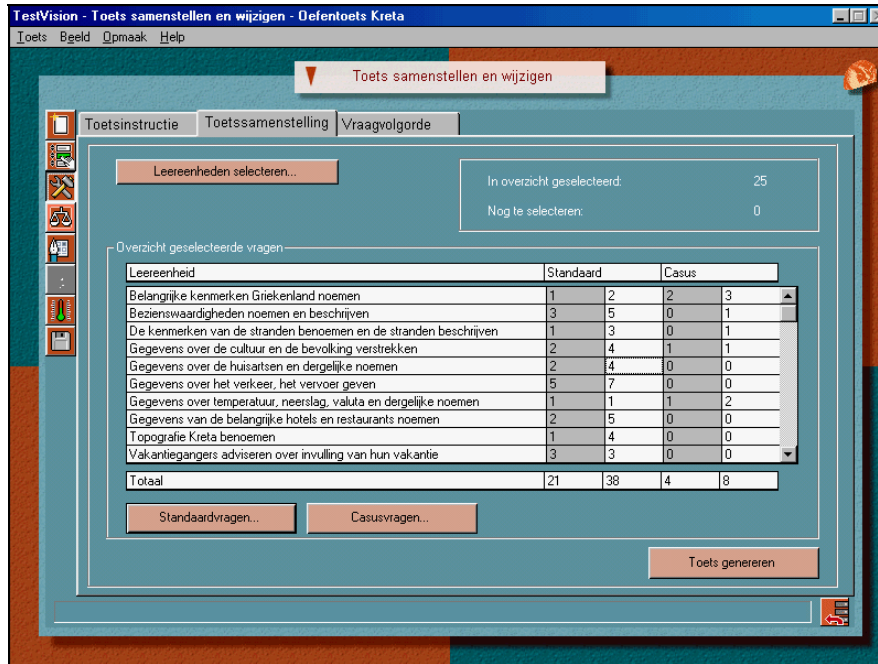 TestVision - Toets samenstellen en wijzigen - Oefentoets Kreta
Toets Beeld Opmaak Help
Toets samenstellen en wijzigen
Toetsinstructie Toetssamenstelling Vraagvolgorde
Leereenheden selecteren...
In overzicht geselecteerd: 25
Nog te selecteren: 0
Overzicht geselecteerde vragen
Leereenheid Standaard Casus
Belangrijke kenmerken Griekenland noemen 1 2 2 3
Bezienswaardigheden noemen en beschrijven 3 5 0 1
De kenmerken van de stranden benoemen en de stranden beschrijven 1 3 0 1
Gegevens over de cultuur en de bevolking verstrekken 2 4 1 1
Gegevens over de huisartsen en dergelijke noemen 2 4 0 0
Gegevens over het verkeer, het vervoer geven 5 7 0 0
Gegevens over temperatuur, neerslag, valuta en dergelijke noemen 1 1 1 2
Gegevens van de belangrijke hotels en restaurants noemen 2 5 0 0
Topografie Kreta benoemen 1 4 0 0
Vakantiegangers adviseren over invulling van hun vakantie 3 3 0 0
Totaal 21 38 4 8
Standaardvragen... Casusvragen...
Toets genereren